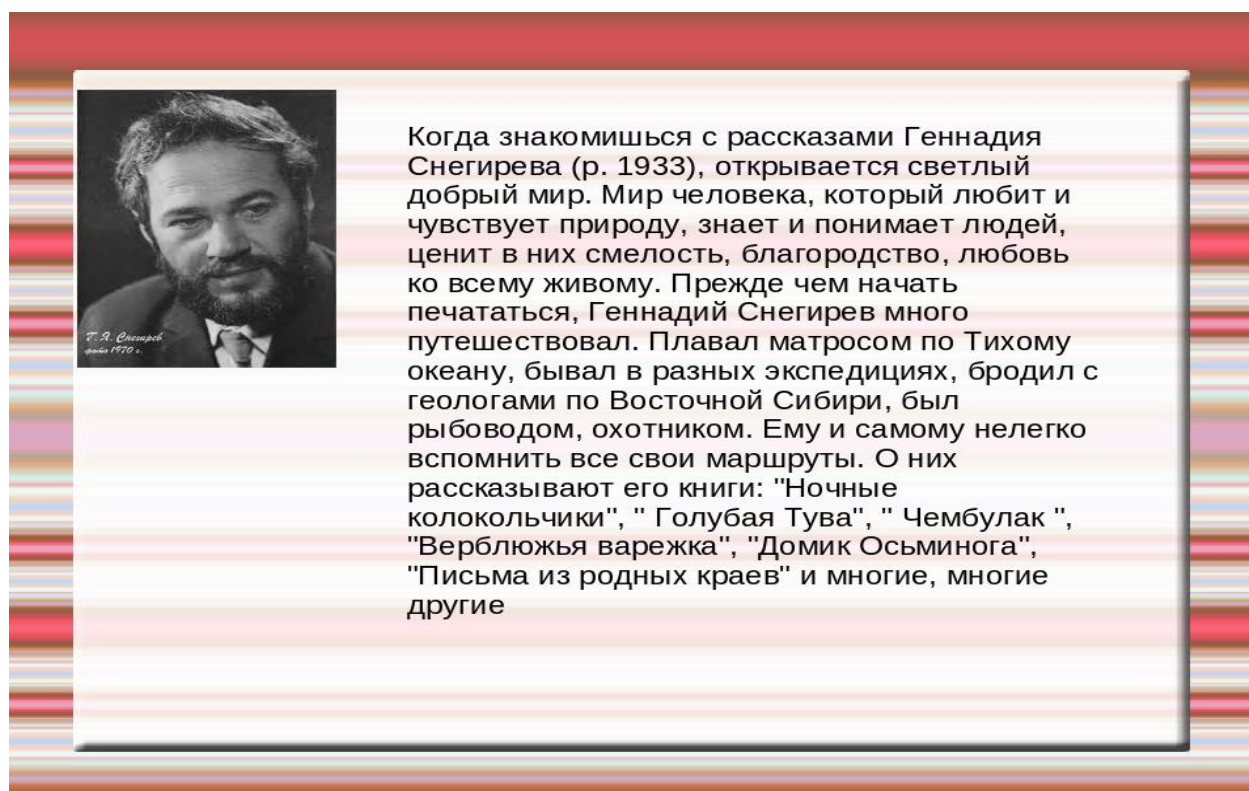 Г. Я. Снегирев
фото 1970 г.
Когда знакомишься с рассказами Геннадия
Снегирева (р. 1933), открывается светлый
добрый мир. Мир человека, который любит и
чувствует природу, знает и понимает людей,
ценит в них смелость, благородство, любовь
ко всему живому. Прежде чем начать
печататься, Геннадий Снегирев много
путешествовал. Плавал матросом по Тихому
океану, бывал в разных экспедициях, бродил с
геологами по Восточной Сибири, был
рыбоводом, охотником. Ему и самому нелегко
вспомнить все свои маршруты. О них
рассказывают его книги: "Ночные
колокольчики", " Голубая Тува", " Чембулак ",
"Верблюжья варежка", "Домик Осьминога",
"Письма из родных краев" и многие, многие
другие